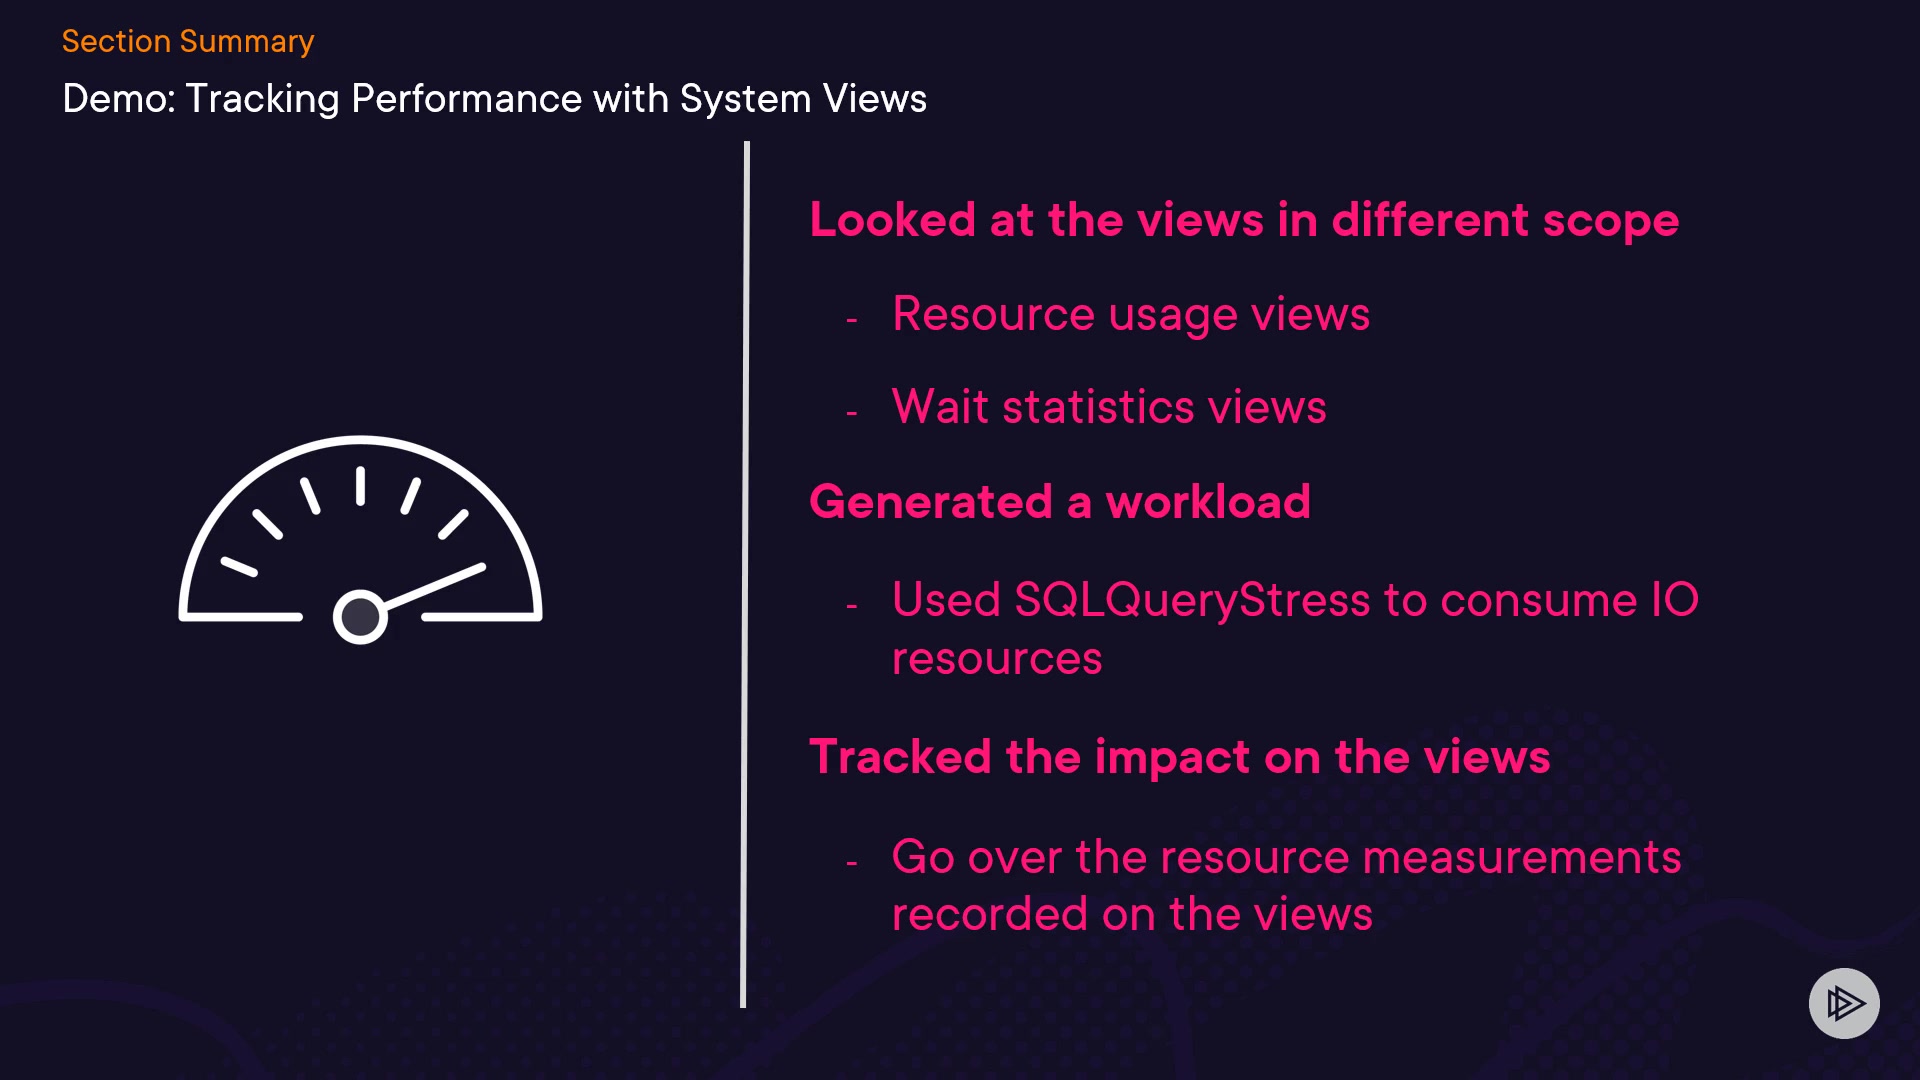 Section Summary
Demo: Tracking Performance with System Views
Looked at the views in different scope
- Resource usage views
- Wait statistics views
Generated a workload
- Used SQLQueryStress to consume IO
resources
Tracked the impact on the views
- Go over the resource measurements
recorded on the views